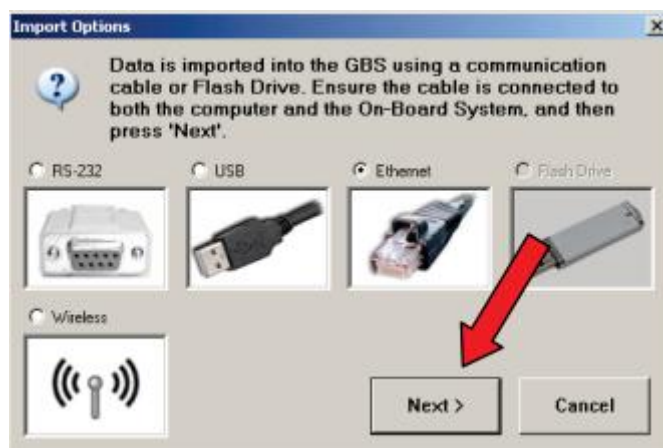 Import Options
Data is imported into the GBS using a communication
cable or Flash Drive. Ensure the cable is connected to
both the computer and the On-Board System, and then
press 'Next'.
RS-232
USB
Ethernet
Flash Drive
Wireless
Next >
Cancel